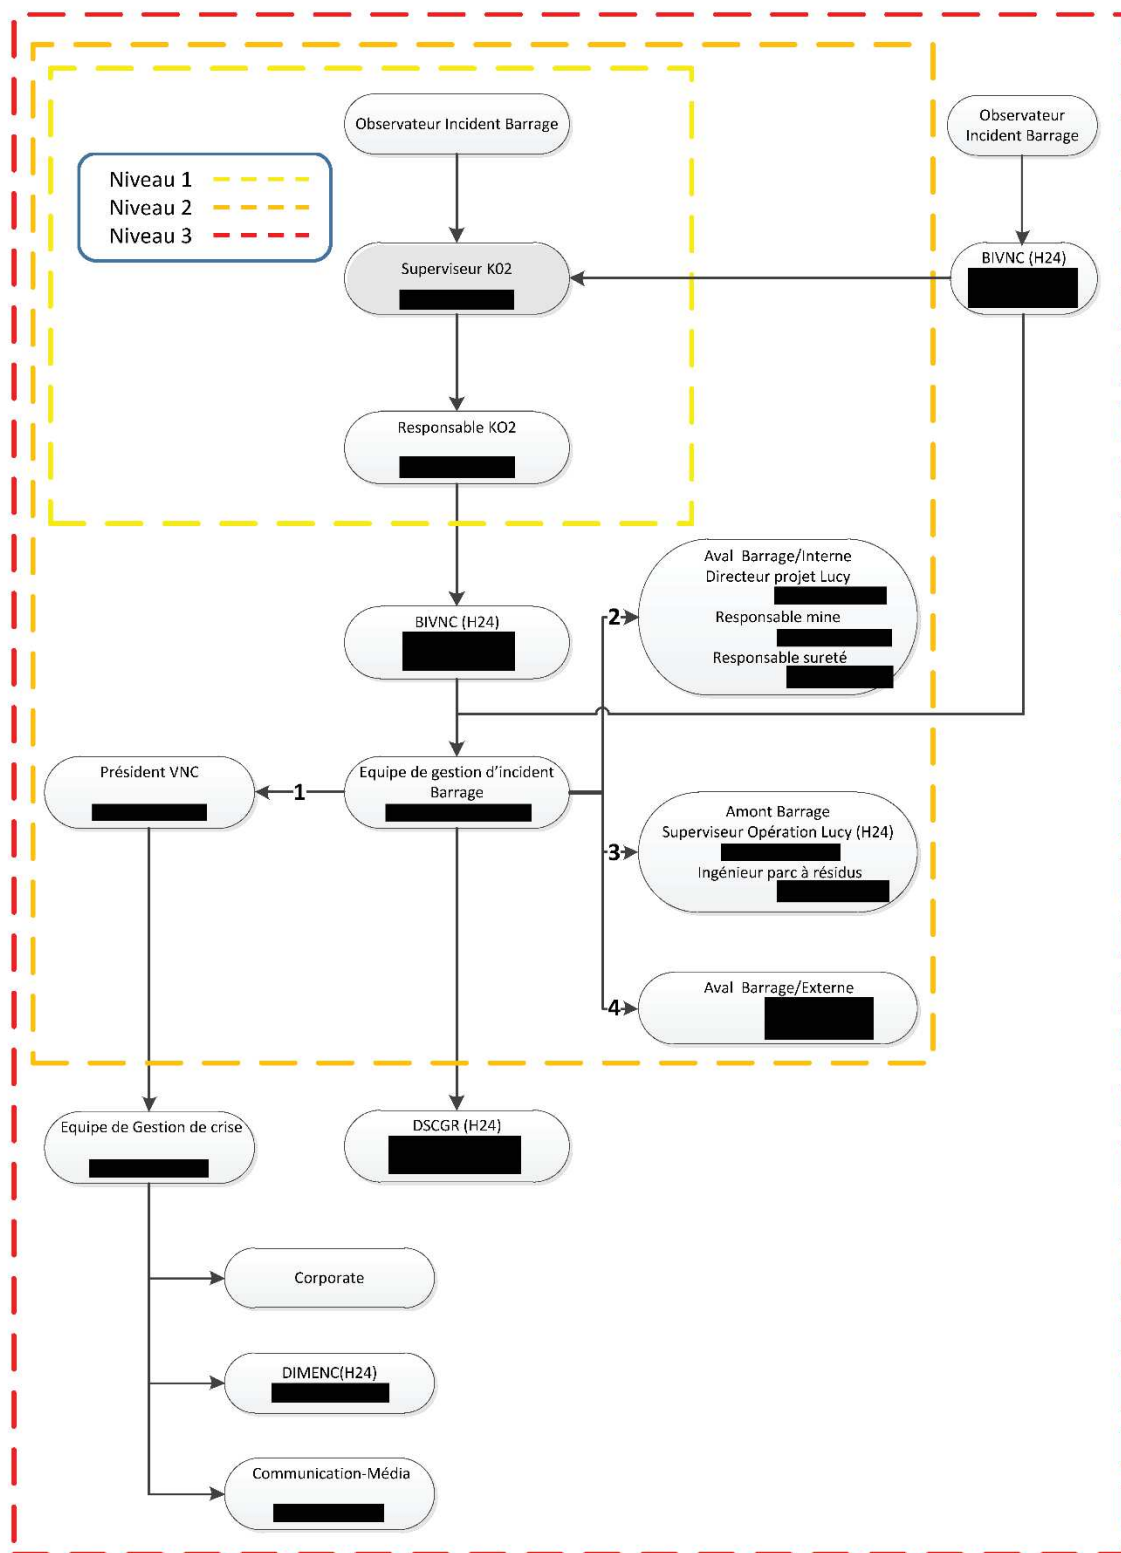 Observateur Incident Barrage
Observateur
Incident Barrage
Niveau 1
Niveau 2
Niveau 3
Superviseur K02
BIVNC (H24)
Responsable KO2
Aval Barrage/Interne
Directeur projet Lucy
Responsable mine
Responsable sureté
2
BIVNC (H24)
Président VNC
1
Equipe de gestion d'incident
Barrage
Amont Barrage
Superviseur Opération Lucy (H24)
3
Ingénieur parc à résidus
Aval Barrage/Externe
4
Equipe de Gestion de crise
DSCGR (H24)
Corporate
DIMENC(H24)
Communication-Média